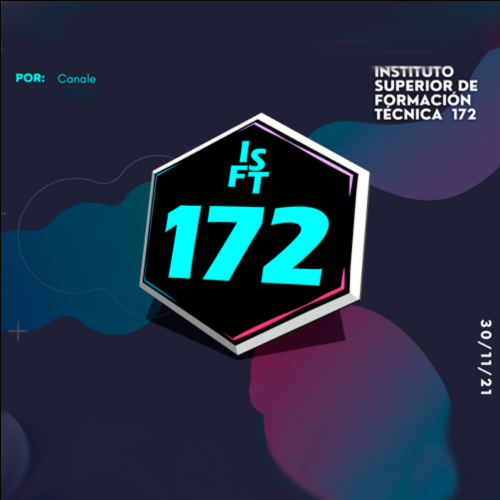 POR: Canale
INSTITUTO
SUPERIOR DE
FORMACIÓN
TÉCNICA 172
IS
FT
172
30/11/21